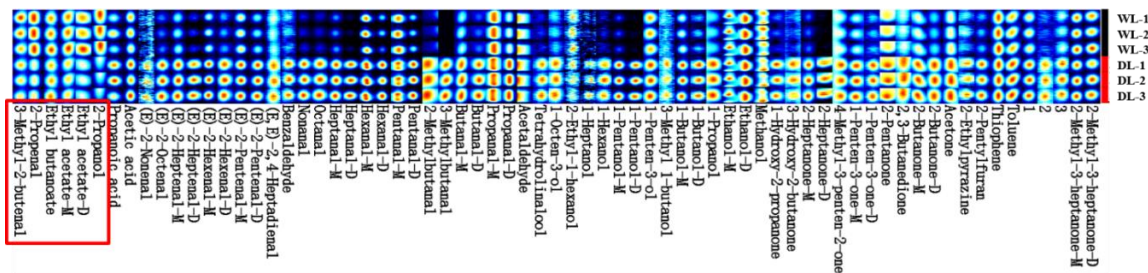 WL-1
WL-2
WL-3
DL-1
DL-2
DL-3
3-Methyl-2-butenal
2-Propenal
Ethyl butanoate
Ethyl acetate-M
Ethyl acetate-D
2-Propanol
Propanoic acid
Acetic acid
(E)-2-Nonenal
(E)-2-Octenal
(E)-2-Heptenal-M
(E)-2-Heptenal-D
(E)-2-Hexenal-M
(E)-2-Hexenal-D
(E)-2-Pentenal-M
(E)-2-Pentenal-D
(E,E)-2,4-Heptadienal
Benzaldehyde
Nonanal
Octanal
Heptanal-M
Heptanal-D
Hexanal-M
Hexanal-D
Pentanal-M
Pentanal-D
2-Methylbutanal
3-Methylbutanal
Butanal-M
Butanal-D
Propanal-M
Propanal-D
Acetaldehyde
Tetrahydrolinalool
1-Octen-3-ol
2-Ethyl-1-hexanol
1-Heptanol
1-Hexanol
1-Pentanol-M
1-Pentanol-D
1-Penten-3-ol
3-Methyl 1-butanol
1-Butanol-M
1-Butanol-D
1-Propanol
Ethanol-M
Ethanol-D
Methanol
1-Hydroxy-2-propanone
3-Hydroxy-2-butanone
2-Heptanone-M
2-Heptanone-D
4-Methyl-3-penten-2-one
1-Penten-3-one-M
1-Penten-3-one-D
2-Pentanone
2,3-Butanedione
2-Butanone-M
2-Butanone-D
Acetone
2-Ethylpyrazine
2-Pentylfuran
Thiophene
Toluene
1
2
3
2-Methyl-3-heptanone-M
2-Methyl-3-heptanone-D